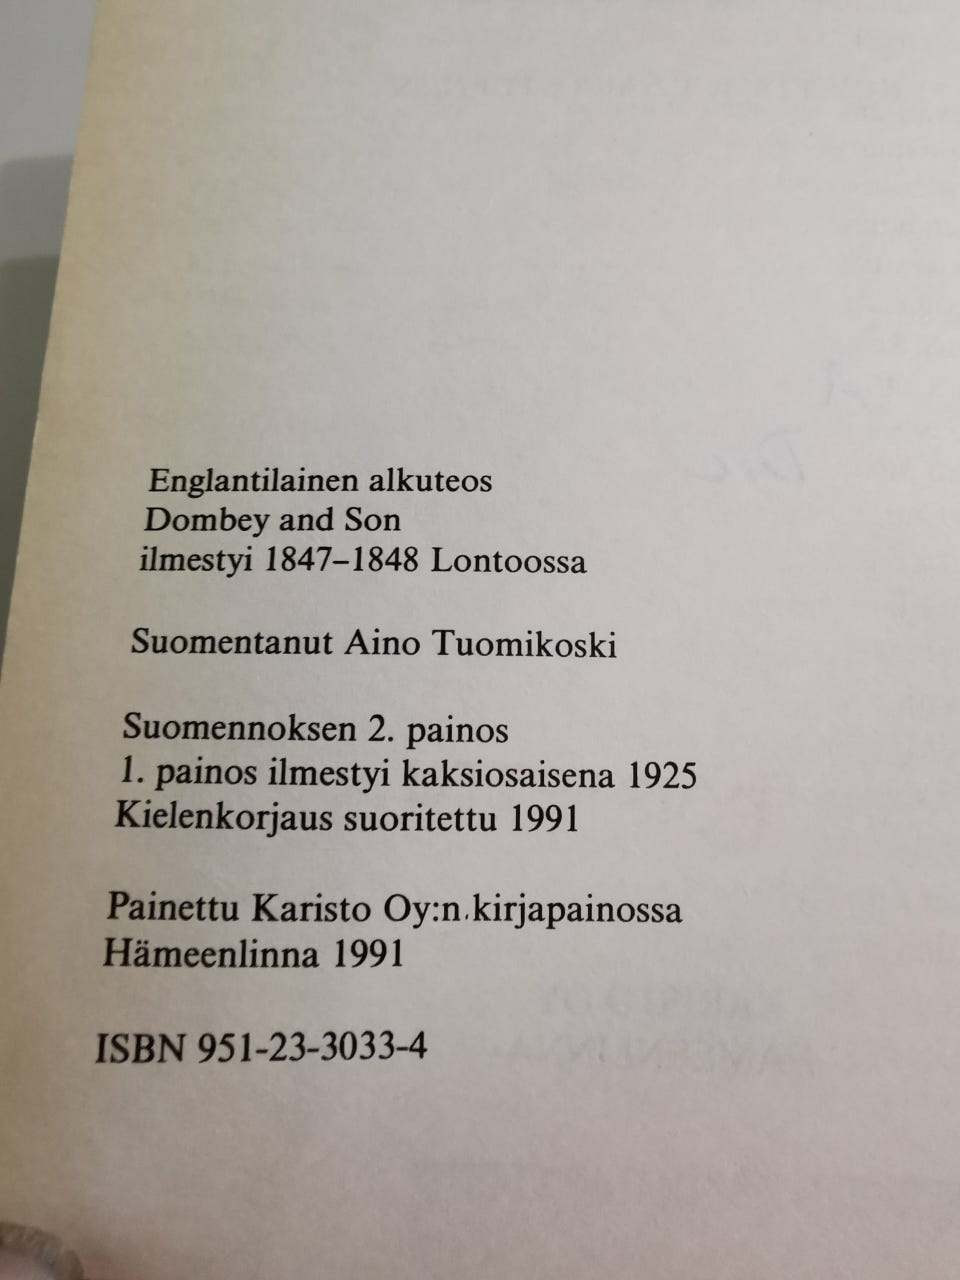 Englantilainen alkuteos
Dombey and Son
ilmestyi 1847–1848 Lontoossa
Suomentanut Aino Tuomikoski
Suomennoksen 2. painos
1. painos ilmestyi kaksiosaisena 1925
Kielenkorjaus suoritettu 1991
Painettu Karisto Oy:n kirjapainossa
Hämeenlinna 1991
ISBN 951-23-3033-4